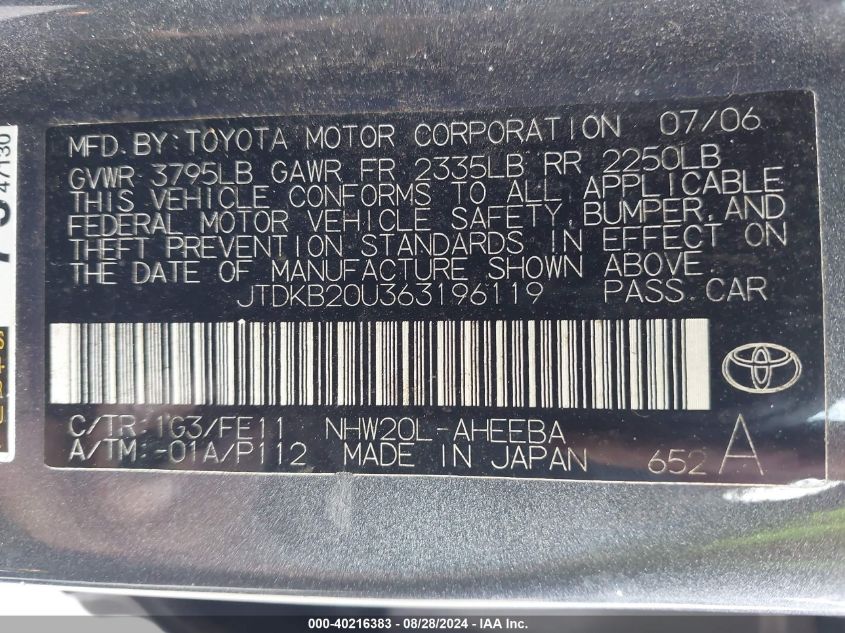 MFD. BY: TOYOTA MOTOR CORPORATION 07/06
GVWR 3795LB GAWR FR 2335LB RR 2250LB
THIS VEHICLE CONFORMS TO ALL APPLICABLE
FEDERAL MOTOR VEHICLE SAFETY, BUMPER, AND
THEFT PREVENTION STANDARDS IN EFFECT ON
THE DATE OF MANUFACTURE SHOWN ABOVE.
JTDKB20U363196119 PASS. CAR
C/TR: 1G3/FE11 NHW20L-AHEEBA
A/TM: -01A/P112 MADE IN JAPAN 652 A
47130
000-40216383 / 08/28/2024 - Copyright © IAA, Inc.